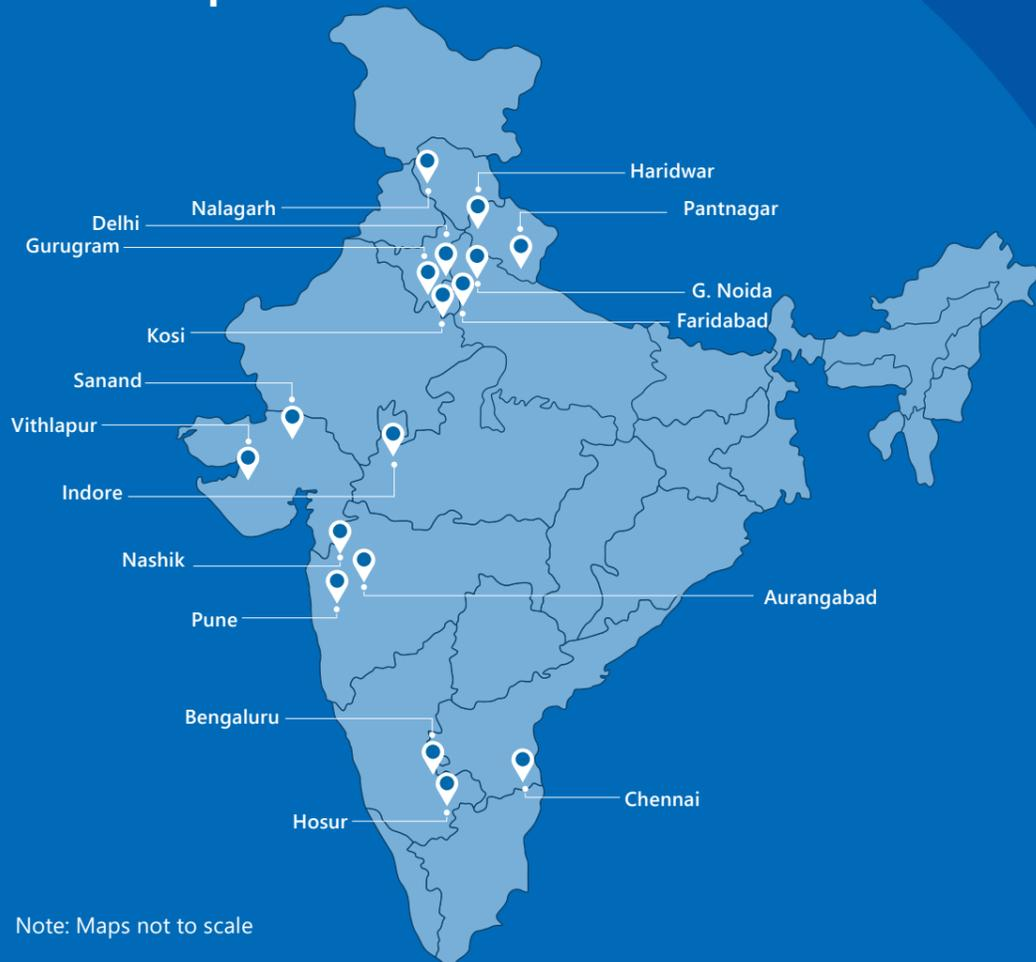 Haridwar
Nalagarh
Pantnagar
Delhi
Gurugram
G. Noida
Faridabad
Kosi
Sanand
Vithlapur
Indore
Nashik
Aurangabad
Pune
Bengaluru
Chennai
Hosur
Note: Maps not to scale